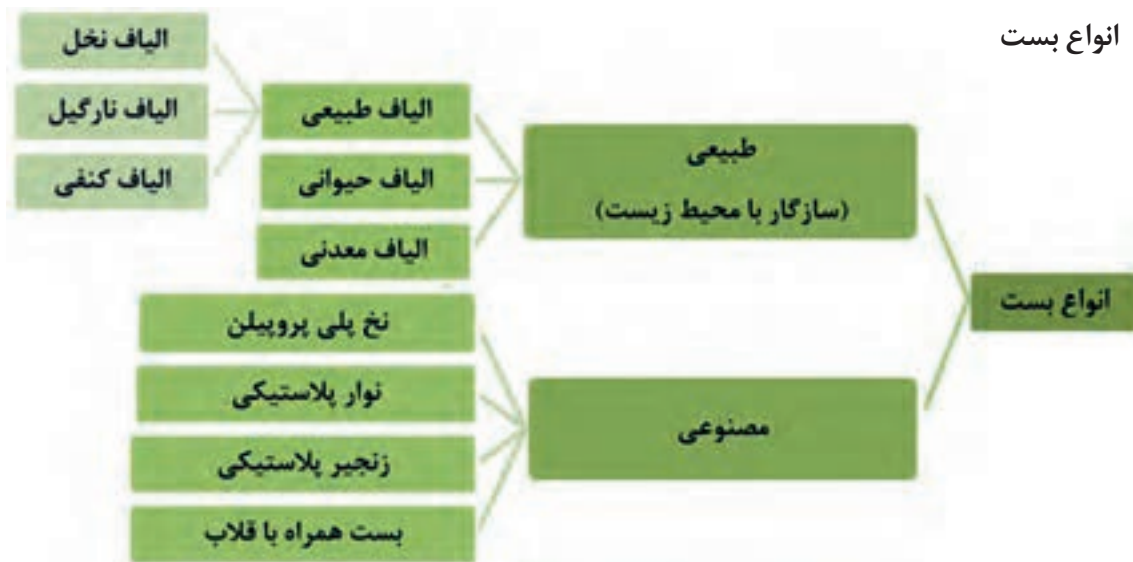 انواع بست
انواع بست
طبیعی
(سازگار با محیط زیست)
الیاف طبیعی
الیاف نخل
الیاف نارگیل
الیاف کنفی
الیاف حیوانی
الیاف معدنی
مصنوعی
نخ پلی پروپیلن
نوار پلاستیکی
زنجیر پلاستیکی
بست همراه با قلاب